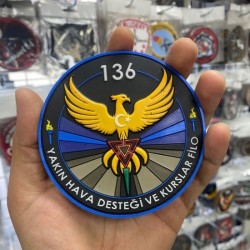 136
YAKIN HAVA DESTEĞİ VE KURSLAR FİLO